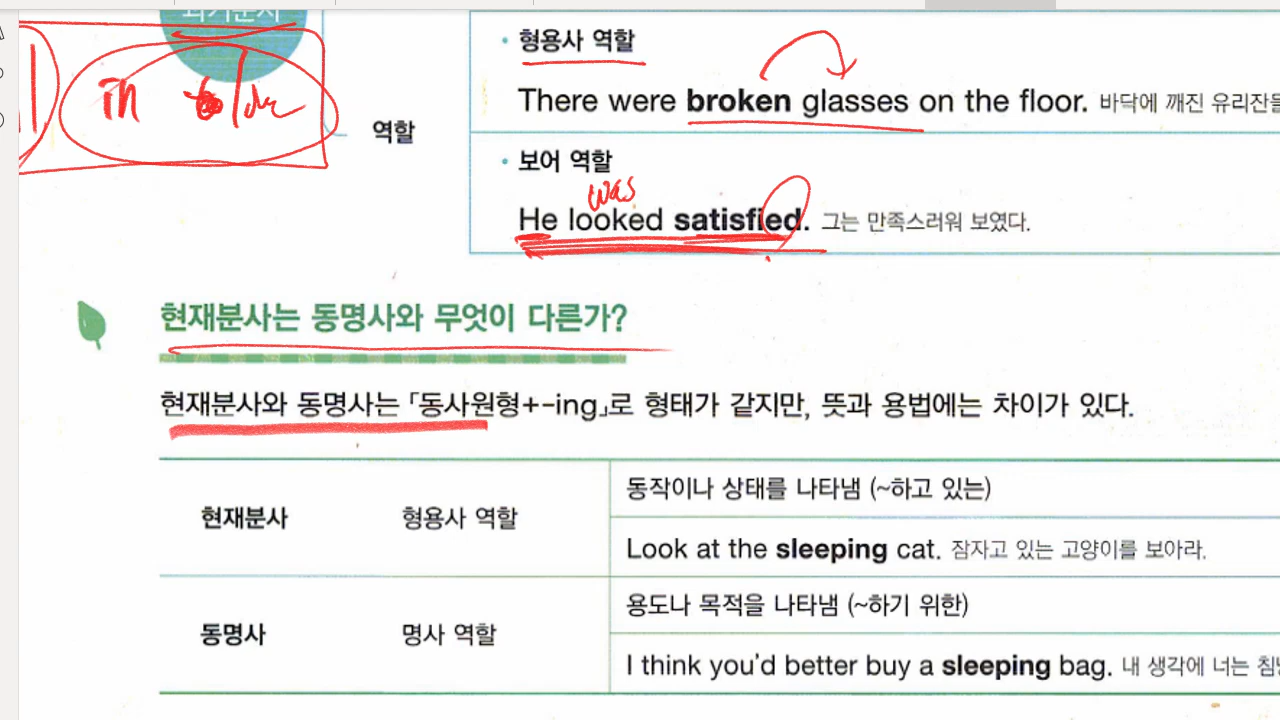 과거분사
in
• 형용사 역할
There were broken glasses on the floor. 바닥에 깨진 유리잔들
역할
• 보어 역할
was
He looked satisfied. 그는 만족스러워 보였다.
현재분사는 동명사와 무엇이 다른가?
현재분사와 동명사는 「동사원형+-ing」로 형태가 같지만, 뜻과 용법에는 차이가 있다.
현재분사 형용사 역할
동작이나 상태를 나타냄 (~하고 있는)
Look at the sleeping cat. 잠자고 있는 고양이를 보아라.
동명사 명사 역할
용도나 목적을 나타냄 (~하기 위한)
I think you'd better buy a sleeping bag. 내 생각에 너는